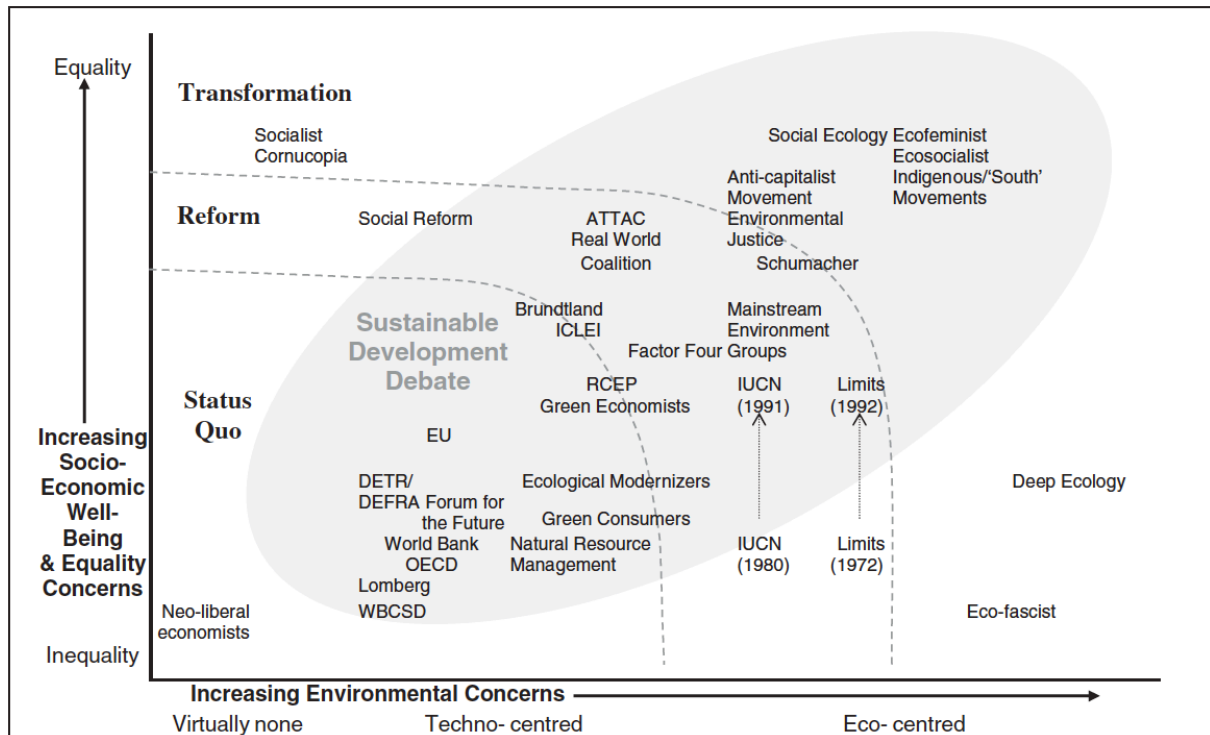 Equality
Transformation
Socialist
Cornucopia
Social Ecology
Ecofeminist
Ecosocialist
Indigenous/‘South’
Movements
Anti-capitalist
Movement
Environmental
Justice
Reform
Social Reform
ATTAC
Real World
Coalition
Schumacher
Brundtland
ICLEI
Mainstream
Environment
Sustainable
Development
Debate
Factor Four Groups
Status
Quo
RCEP
Green Economists
IUCN
(1991)
Limits
(1992)
EU
Increasing
Socio-
Economic
Well-
Being
& Equality
Concerns
DETR/
DEFRA
Forum for
the Future
Ecological Modernizers
Green Consumers
Deep Ecology
World Bank
OECD
Natural Resource
Management
IUCN
(1980)
Limits
(1972)
Lomberg
WBCSD
Neo-liberal
economists
Eco-fascist
Inequality
Increasing Environmental Concerns
Virtually none
Techno- centred
Eco- centred